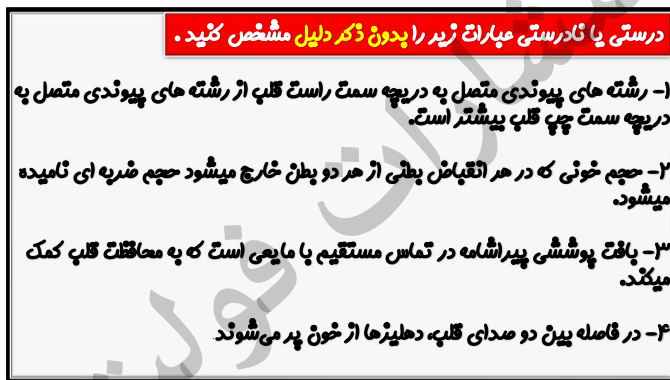 درستی یا نادرستی عبارات زیر را بدون ذکر دلیل مشخص کنید .
۱- رشته های پیوندی متصل به دریچه سمت راست قلب از رشته های پیوندی متصل به
دریچه سمت چپ قلب بیشتر است.
۲- حجم خونی که در هر انقباض بطنی از هر دو بطن خارج میشود حجم ضربه ای نامیده
میشود.
۳- بافت پوششی پیراشامه در تماس مستقیم با مایعی است که به محافظت قلب کمک
میکند.
۴- در فاصله بین دو صدای قلب، دهلیزها از خون پر می‌شوند.